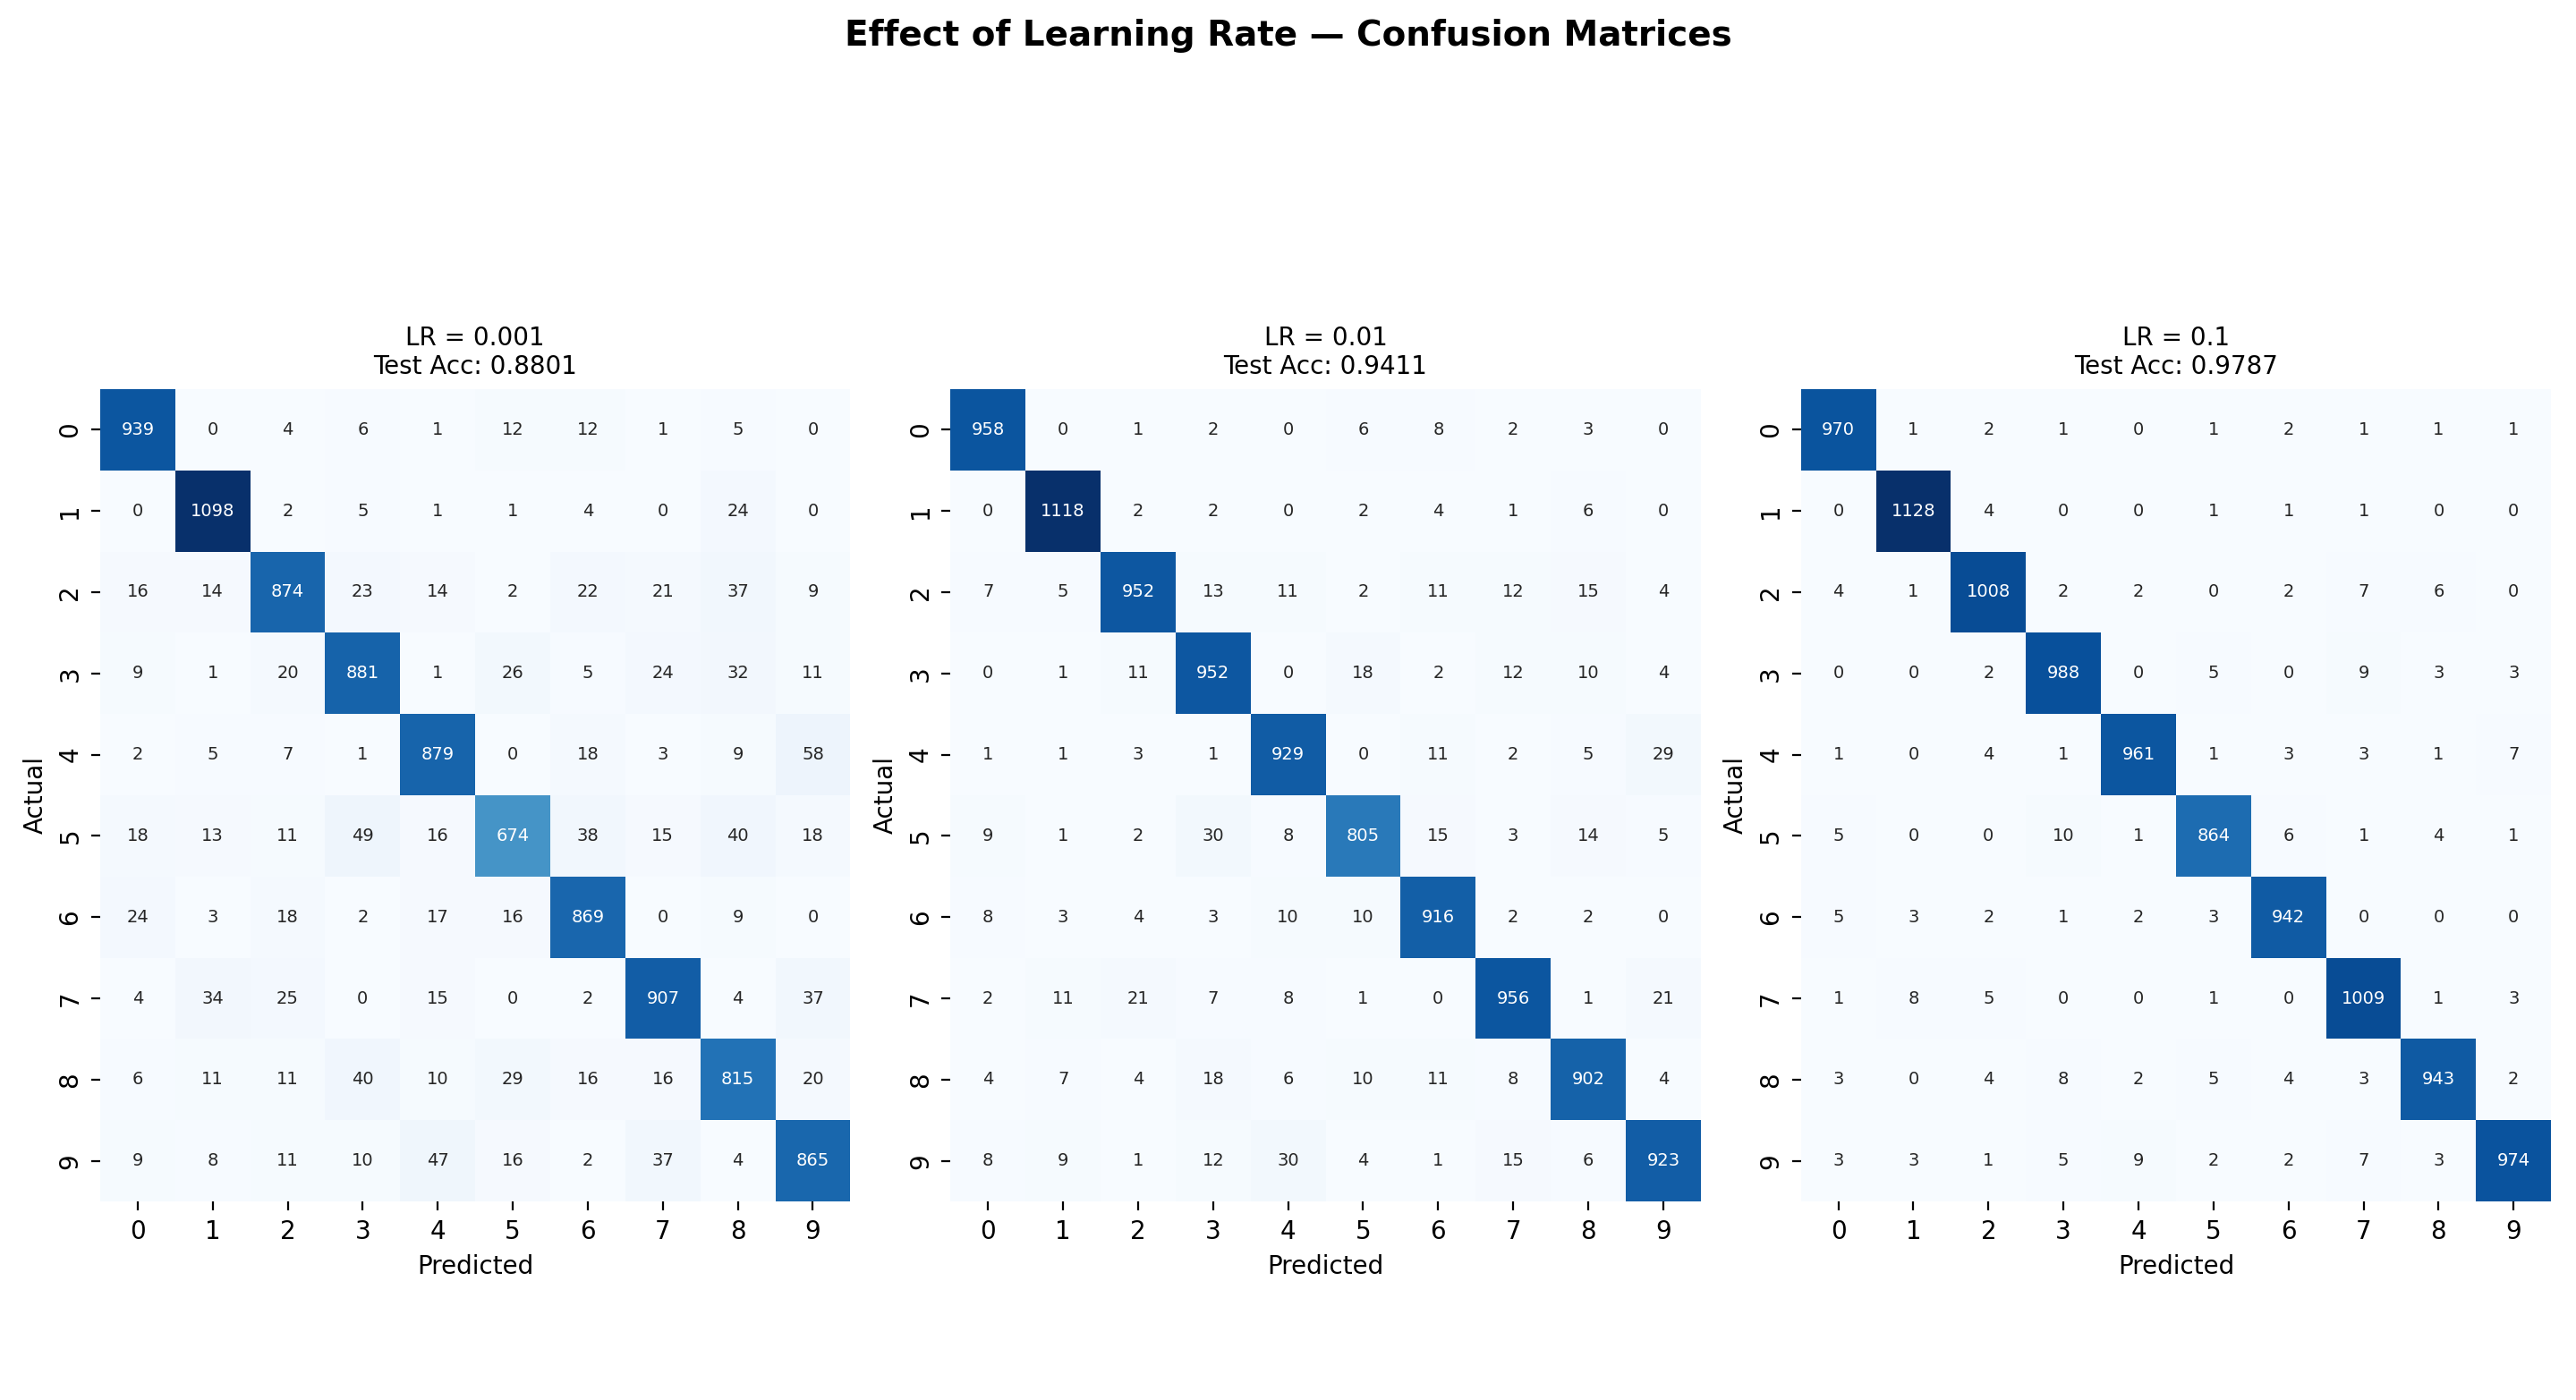 Effect of Learning Rate — Confusion Matrices
LR = 0.001
Test Acc: 0.8801
Actual
0 939 0 4 6 1 12 12 1 5 0
1 0 1098 2 5 1 1 4 0 24 0
2 16 14 874 23 14 2 22 21 37 9
3 9 1 20 881 1 26 5 24 32 11
4 2 5 7 1 879 0 18 3 9 58
5 18 13 11 49 16 674 38 15 40 18
6 24 3 18 2 17 16 869 0 9 0
7 4 34 25 0 15 0 2 907 4 37
8 6 11 11 40 10 29 16 16 815 20
9 9 8 11 10 47 16 2 37 4 865
0 1 2 3 4 5 6 7 8 9
Predicted
LR = 0.01
Test Acc: 0.9411
Actual
0 958 0 1 2 0 6 8 2 3 0
1 0 1118 2 2 0 2 4 1 6 0
2 7 5 952 13 11 2 11 12 15 4
3 0 1 11 952 0 18 2 12 10 4
4 1 1 3 1 929 0 11 2 5 29
5 9 1 2 30 8 805 15 3 14 5
6 8 3 4 3 10 10 916 2 2 0
7 2 11 21 7 8 1 0 956 1 21
8 4 7 4 18 6 10 11 8 902 4
9 8 9 1 12 30 4 1 15 6 923
0 1 2 3 4 5 6 7 8 9
Predicted
LR = 0.1
Test Acc: 0.9787
Actual
0 970 1 2 1 0 1 2 1 1 1
1 0 1128 4 0 0 1 1 1 0 0
2 4 1 1008 2 2 0 2 7 6 0
3 0 0 2 988 0 5 0 9 3 3
4 1 0 4 1 961 1 3 3 1 7
5 5 0 0 10 1 864 6 1 4 1
6 5 3 2 1 2 3 942 0 0 0
7 1 8 5 0 0 1 0 1009 1 3
8 3 0 4 8 2 5 4 3 943 2
9 3 3 1 5 9 2 2 7 3 974
0 1 2 3 4 5 6 7 8 9
Predicted